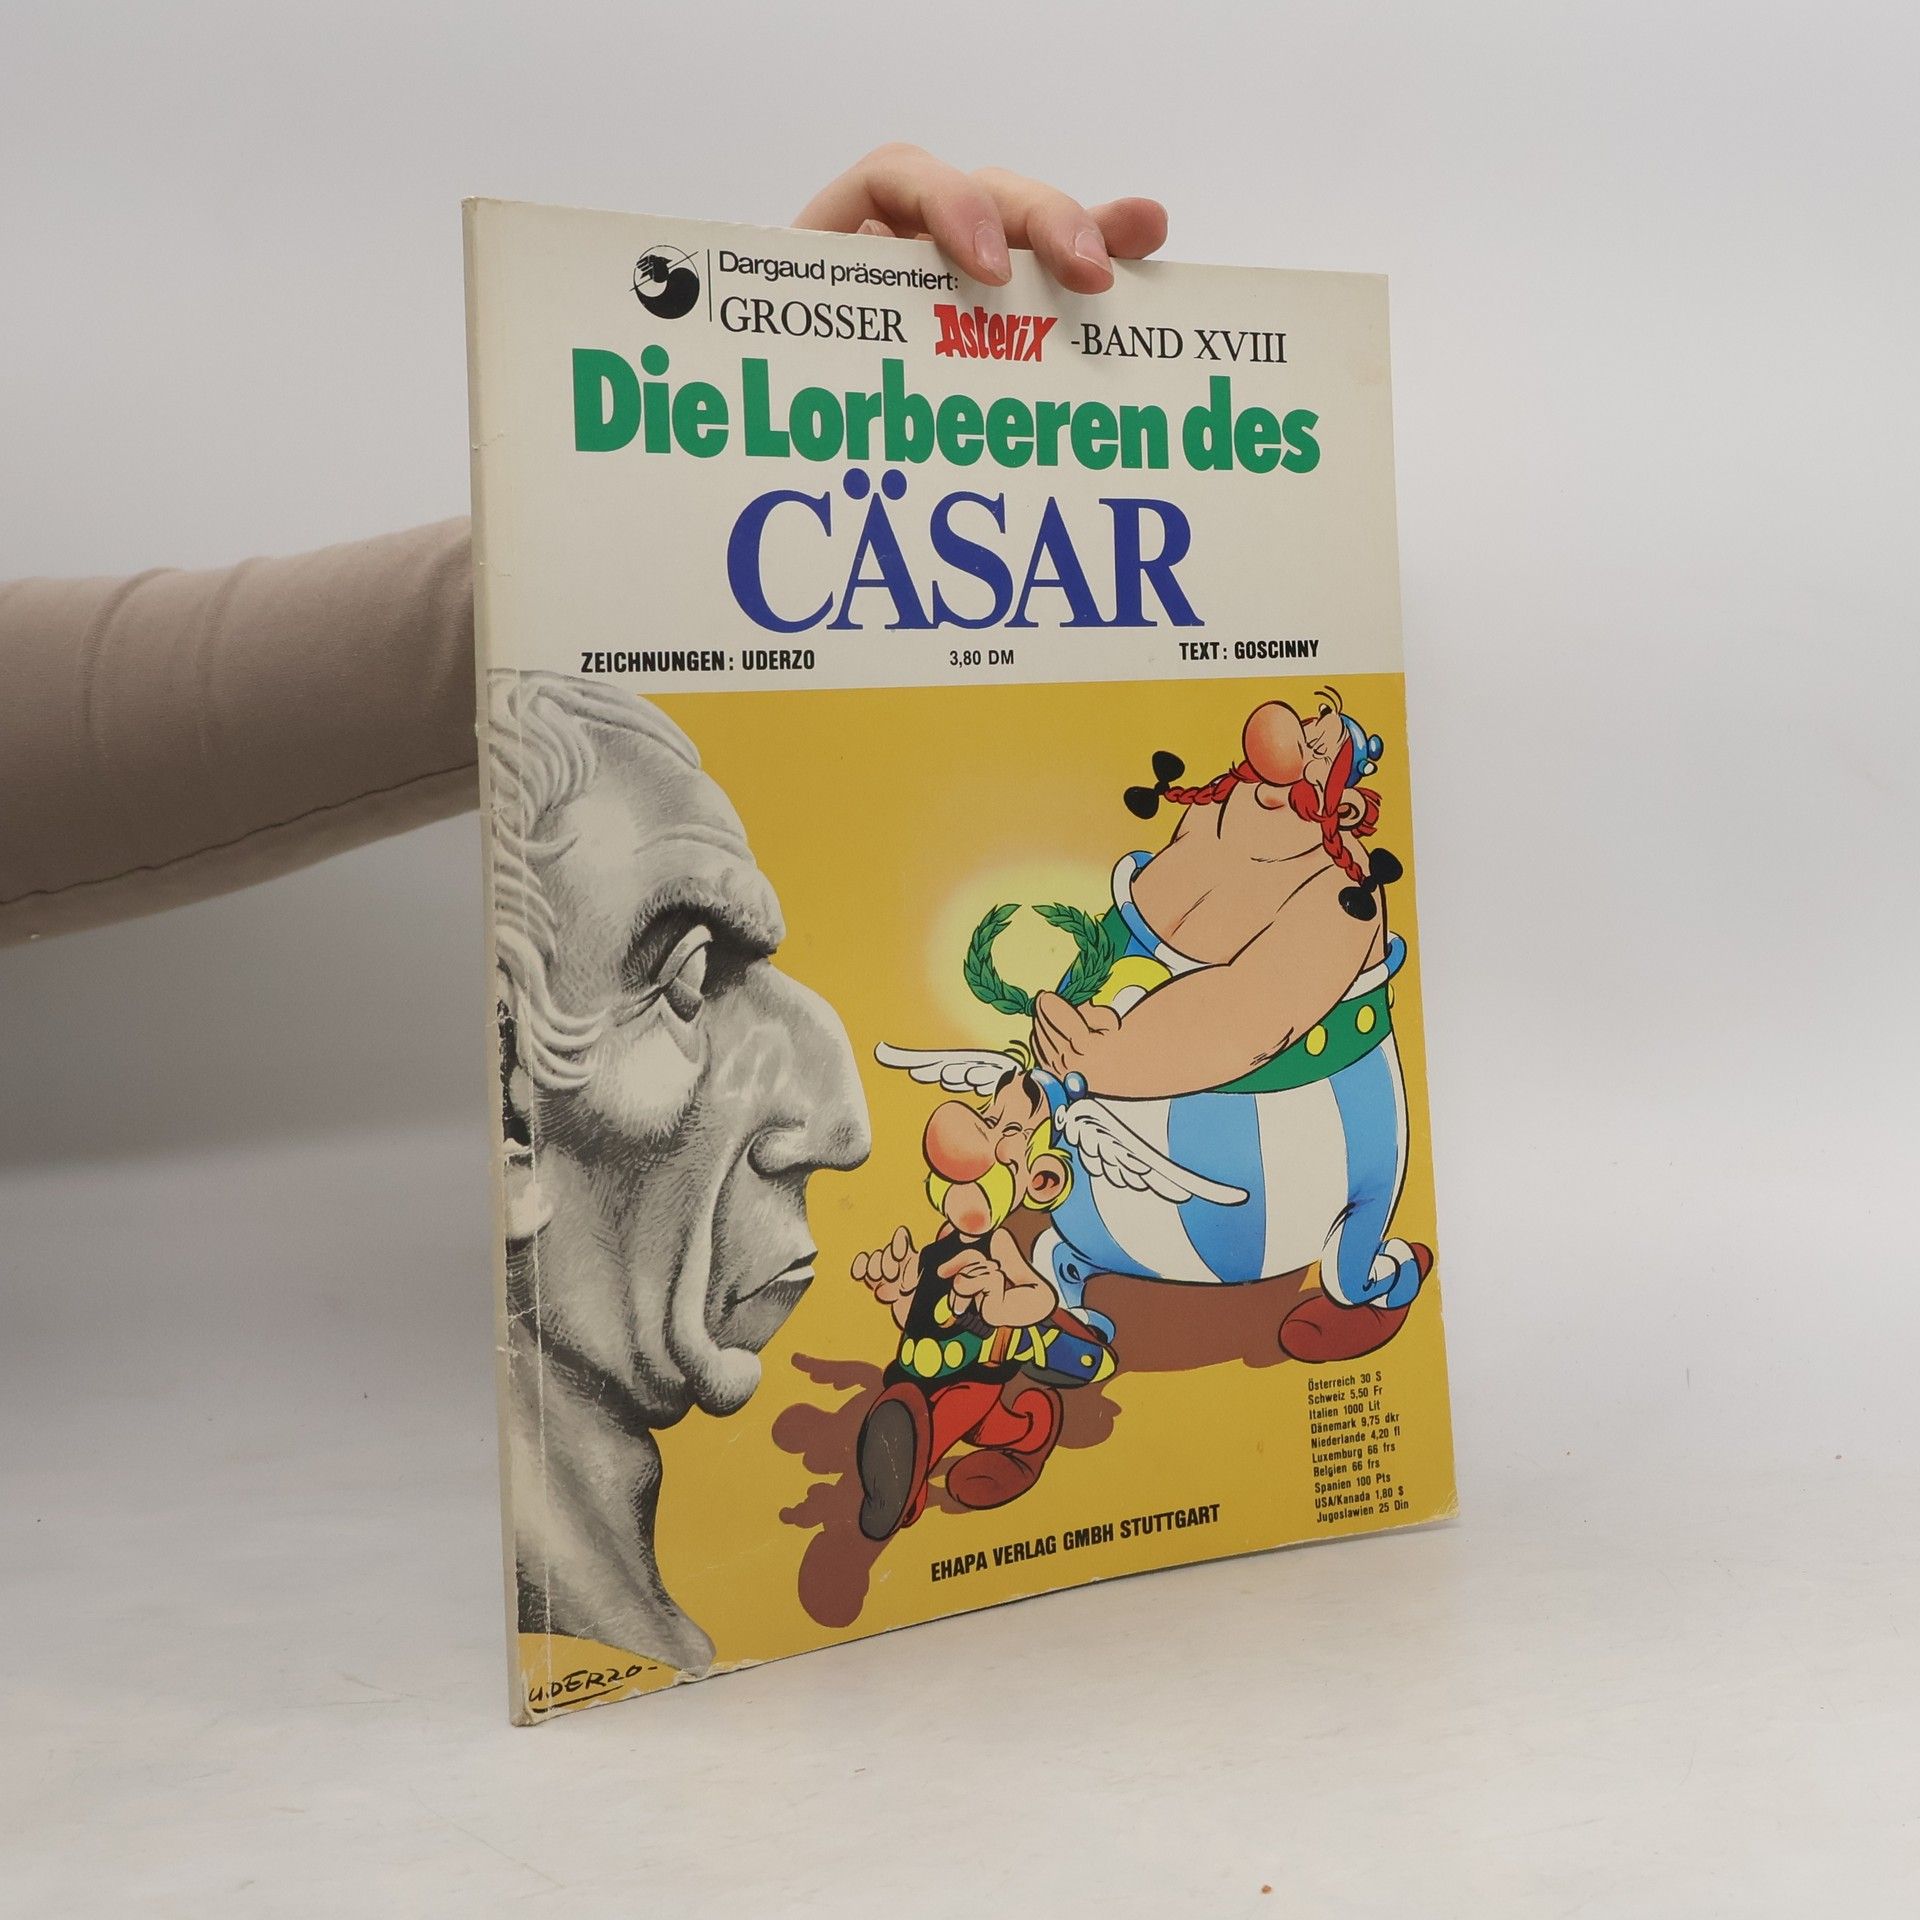 Dargaud präsentiert:
GROSSER Asterix -BAND XVIII
Die Lorbeeren des
CÄSAR
ZEICHNUNGEN: UDERZO 3,80 DM TEXT: GOSCINNY
Österreich 30 S
Schweiz 5,50 Fr
Italien 1000 Lit
Dänemark 9,75 dkr
Niederlande 4,20 fl
Luxemburg 66 frs
Belgien 66 frs
Spanien 100 Pts
USA/Kanada 1,80 $
Jugoslawien 25 Din
EHAPA VERLAG GMBH STUTTGART
UDERZO-